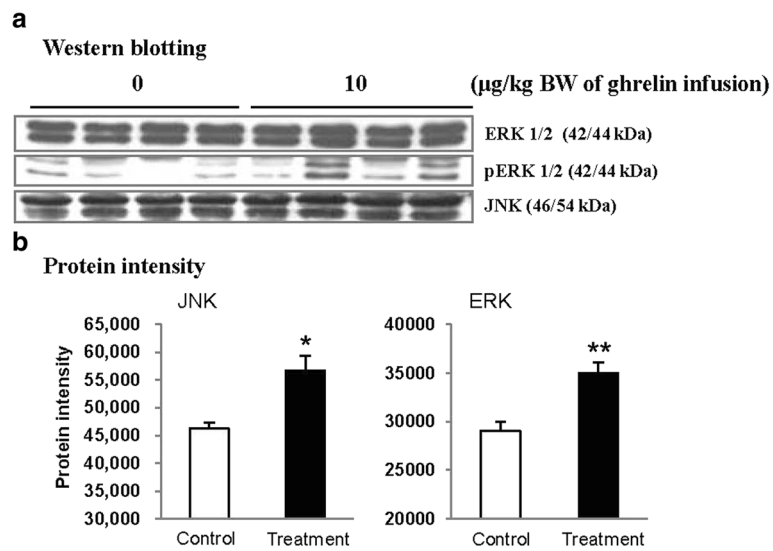 a
Western blotting
0 10 (μg/kg BW of ghrelin infusion)
ERK 1/2 (42/44 kDa)
pERK 1/2 (42/44 kDa)
JNK (46/54 kDa)
b
Protein intensity
JNK
Protein intensity
65,000
60,000
55,000
50,000
45,000
40,000
35,000
30,000
*
Control Treatment
ERK
40000
35000
30000
25000
20000
**
Control Treatment